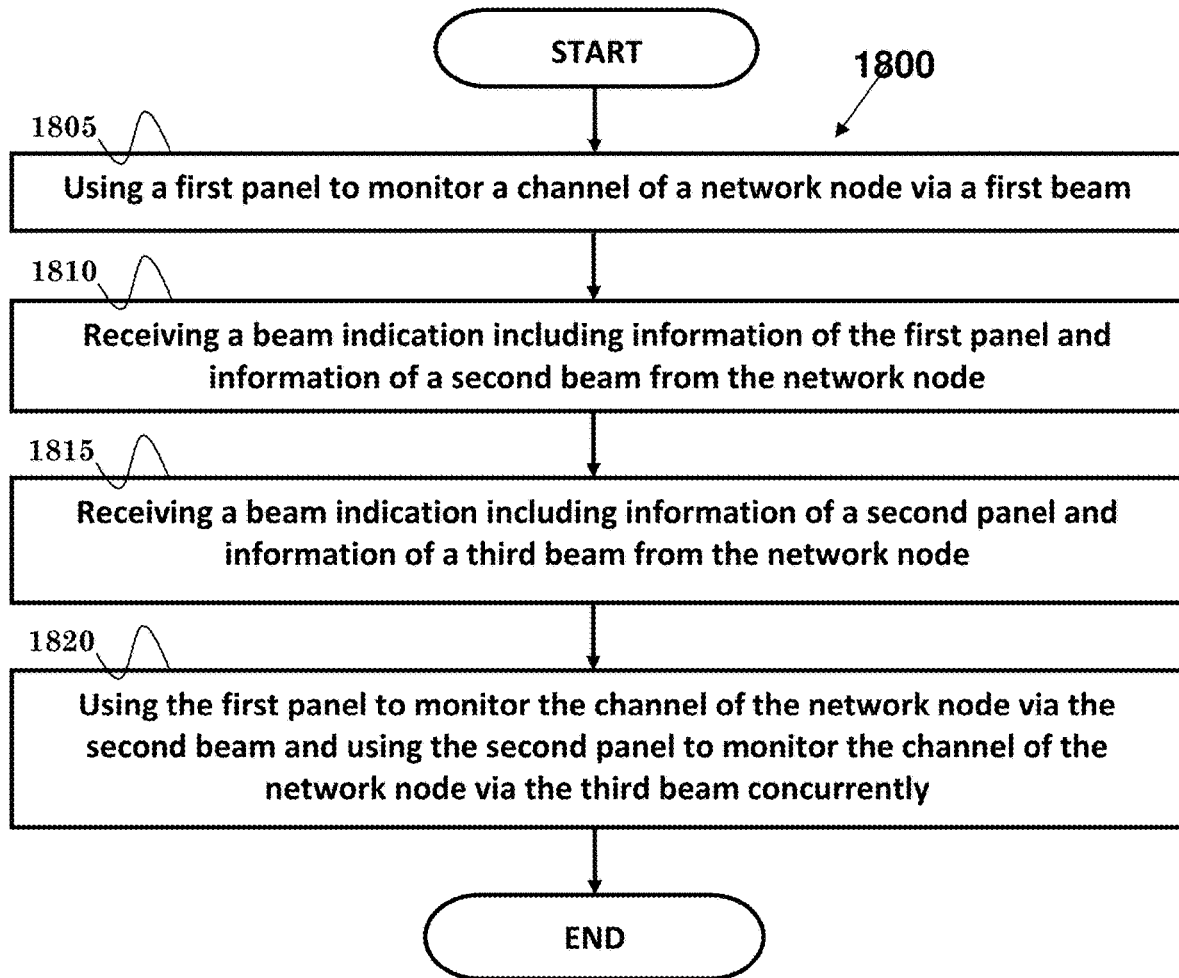 START
1800
1805
Using a first panel to monitor a channel of a network node via a first beam
1810
Receiving a beam indication including information of the first panel and
information of a second beam from the network node
1815
Receiving a beam indication including information of a second panel and
information of a third beam from the network node
1820
Using the first panel to monitor the channel of the network node via the
second beam and using the second panel to monitor the channel of the
network node via the third beam concurrently
END